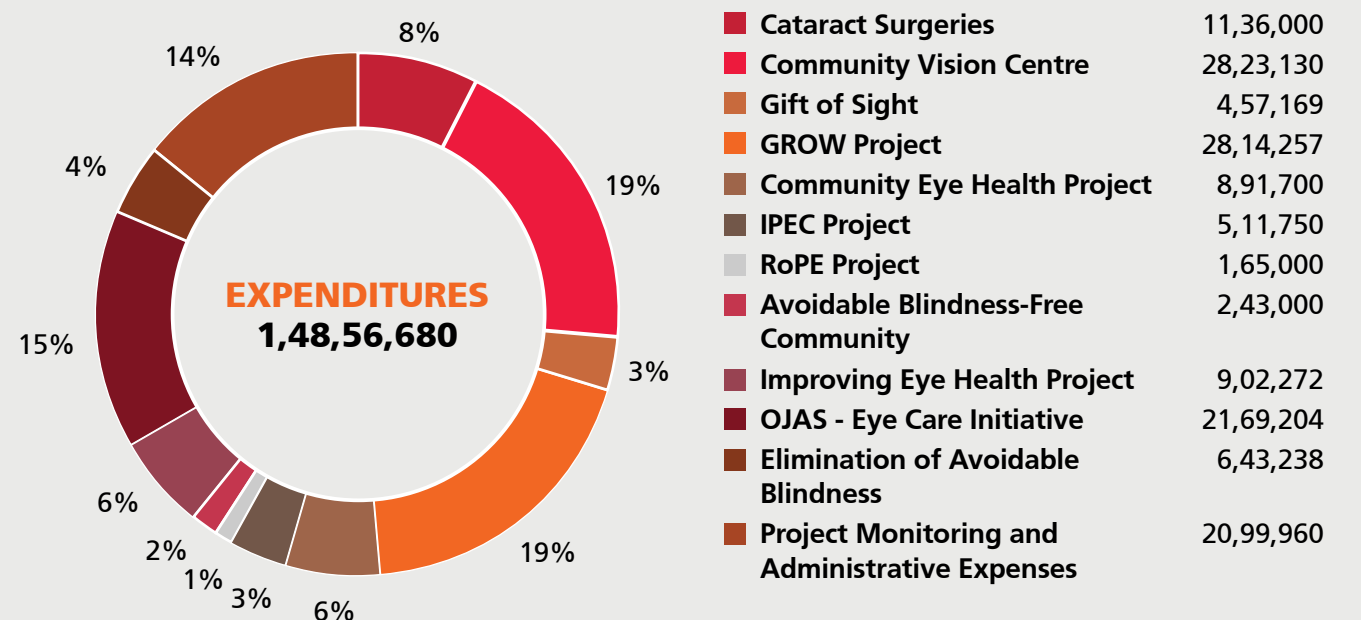 8%
19%
3%
19%
6%
3%
1%
2%
6%
15%
4%
14%
EXPENDITURES
1,48,56,680
Cataract Surgeries 11,36,000
Community Vision Centre 28,23,130
Gift of Sight 4,57,169
GROW Project 28,14,257
Community Eye Health Project 8,91,700
IPEC Project 5,11,750
RoPE Project 1,65,000
Avoidable Blindness-Free 2,43,000
Community
Improving Eye Health Project 9,02,272
OJAS - Eye Care Initiative 21,69,204
Elimination of Avoidable 6,43,238
Blindness
Project Monitoring and 20,99,960
Administrative Expenses